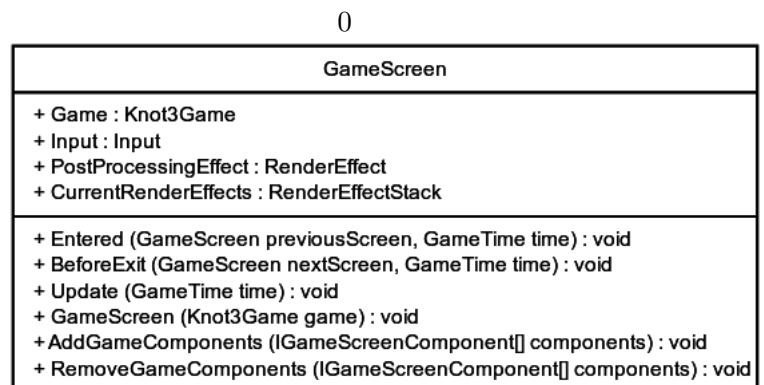 0
GameScreen
+ Game : Knot3Game
+ Input : Input
+ PostProcessingEffect : RenderEffect
+ CurrentRenderEffects : RenderEffectStack
+ Entered (GameScreen previousScreen, GameTime time) : void
+ BeforeExit (GameScreen nextScreen, GameTime time) : void
+ Update (GameTime time) : void
+ GameScreen (Knot3Game game) : void
+AddGameComponents (IGameScreenComponent[] components) : void
+ RemoveGameComponents (IGameScreenComponent[] components) : void